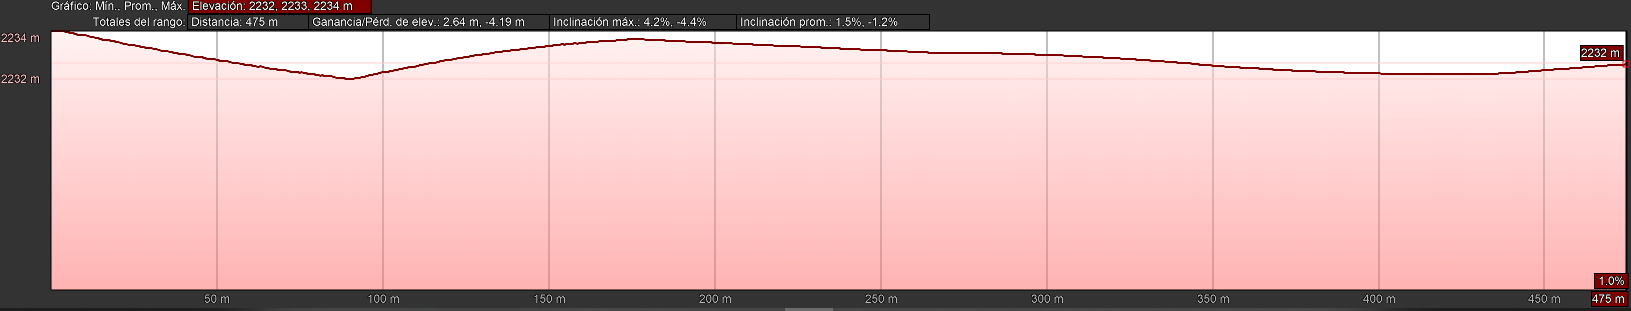 Gráfico: Mín., Prom., Máx. Elevación: 2232, 2233, 2234 m
Totales del rango: Distancia: 475 m Ganancia/Pérd. de elev.: 2.64 m, -4.19 m Inclinación máx.: 4.2%, -4.4% Inclinación prom.: 1.5%, -1.2%
2234 m
2232 m
2232 m
1.0%
50 m 100 m 150 m 200 m 250 m 300 m 350 m 400 m 450 m 475 m